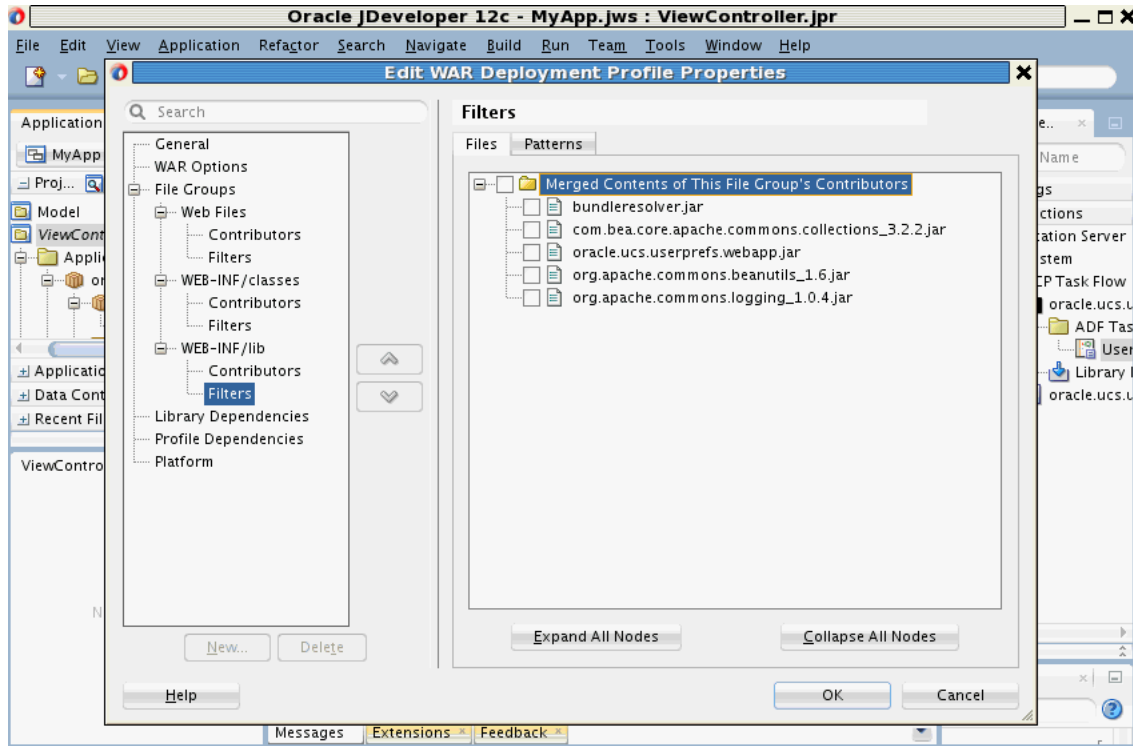 Oracle JDeveloper 12c - MyApp.jws : ViewController.jpr
File Edit View Application Refactor Search Navigate Build Run Team Tools Window Help
Edit WAR Deployment Profile Properties
Search
General
WAR Options
File Groups
Web Files
Contributors
Filters
WEB-INF/classes
Contributors
Filters
WEB-INF/lib
Contributors
Filters
Library Dependencies
Profile Dependencies
Platform
New... Delete
Filters
Files Patterns
Merged Contents of This File Group's Contributors
bundleresolver.jar
com.bea.core.apache.commons.collections_3.2.2.jar
oracle.ucs.userprefs.webapp.jar
org.apache.commons.beanutils_1.6.jar
org.apache.commons.logging_1.0.4.jar
Expand All Nodes Collapse All Nodes
Help OK Cancel
Application
MyApp
Proj...
Model
ViewCont
Appli
or
Applicatio
Data Cont
Recent Fil
ViewContro
N
e..
Name
gs
ctions
ation Server
stem
CP Task Flow
oracle.ucs.u
ADF Tas
User
Library
oracle.ucs.u
Messages Extensions Feedback